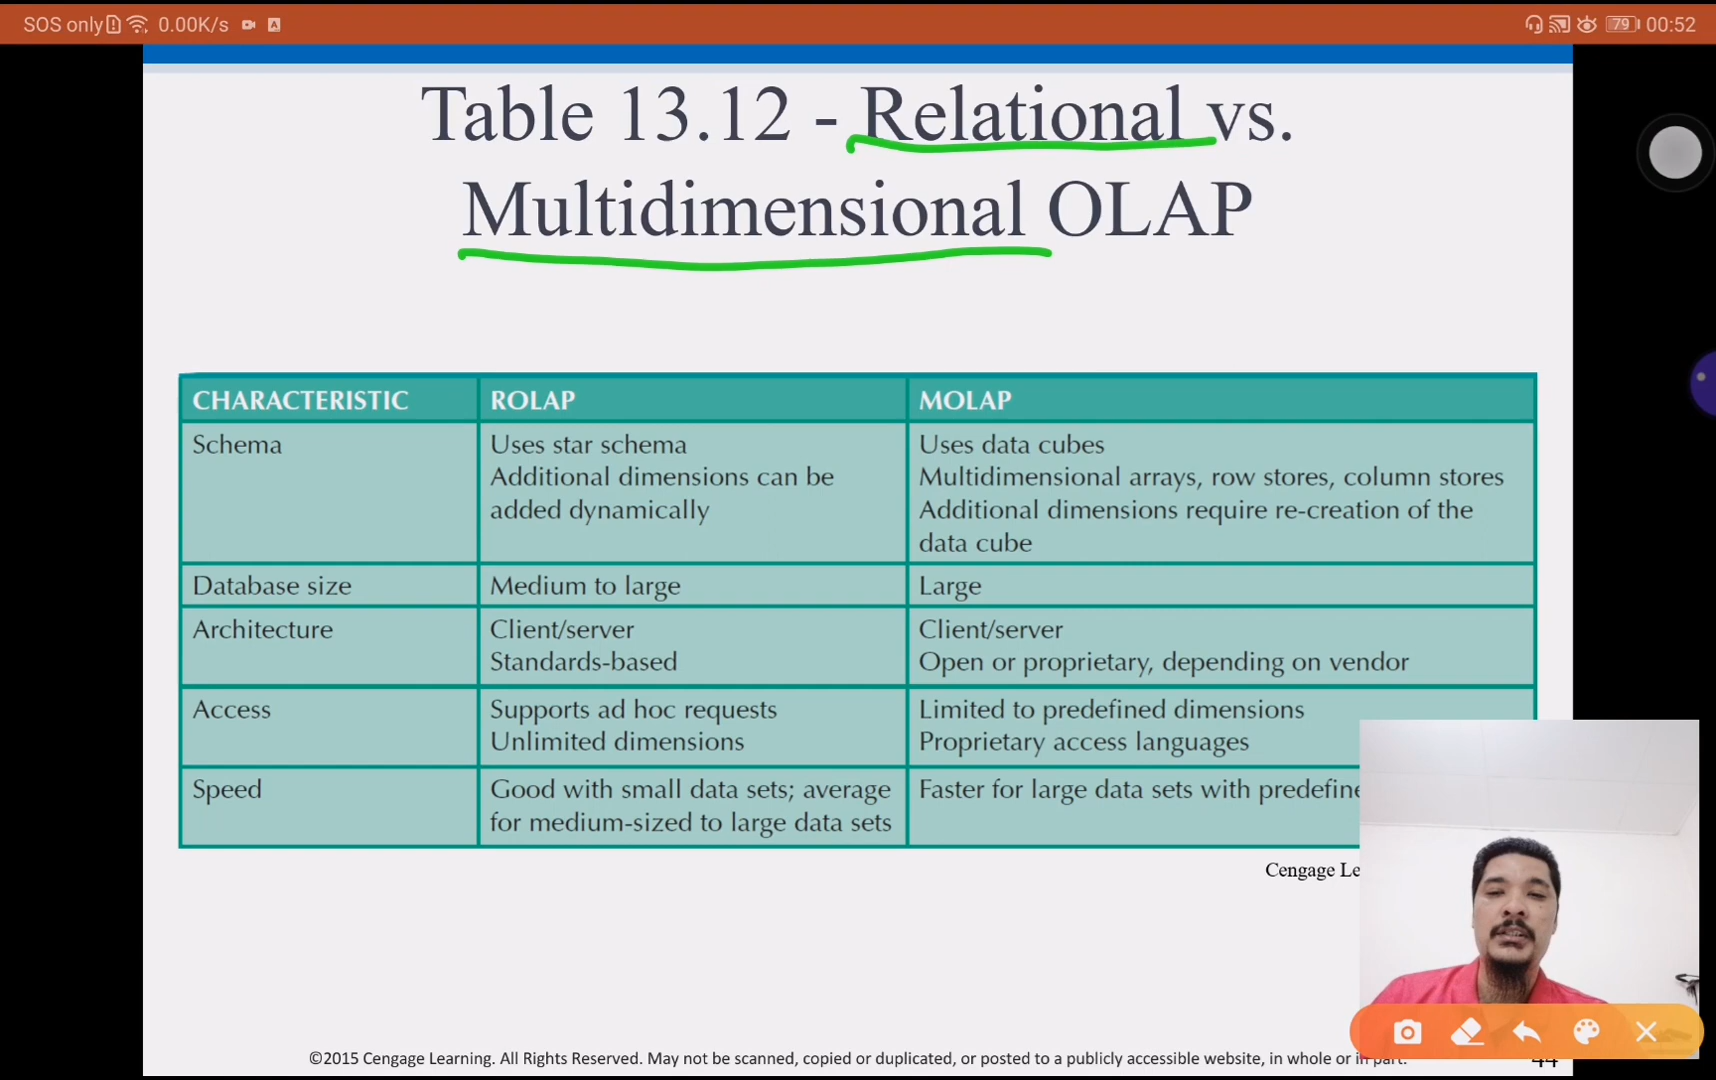 SOS only 0.00K/s A 79 00:52
Table 13.12 - Relational vs.
Multidimensional OLAP
CHARACTERISTIC ROLAP MOLAP
Schema Uses star schema Uses data cubes
Additional dimensions can be Multidimensional arrays, row stores, column stores
added dynamically Additional dimensions require re-creation of the
data cube
Database size Medium to large Large
Architecture Client/server Client/server
Standards-based Open or proprietary, depending on vendor
Access Supports ad hoc requests Limited to predefined dimensions
Unlimited dimensions Proprietary access languages
Speed Good with small data sets; average Faster for large data sets with
for medium-sized to large data sets
Cengage
©2015 Cengage Learning. All Rights Reserved. May not be scanned, copied or duplicated, or posted to a publicly accessible website, in whole or in part. 44